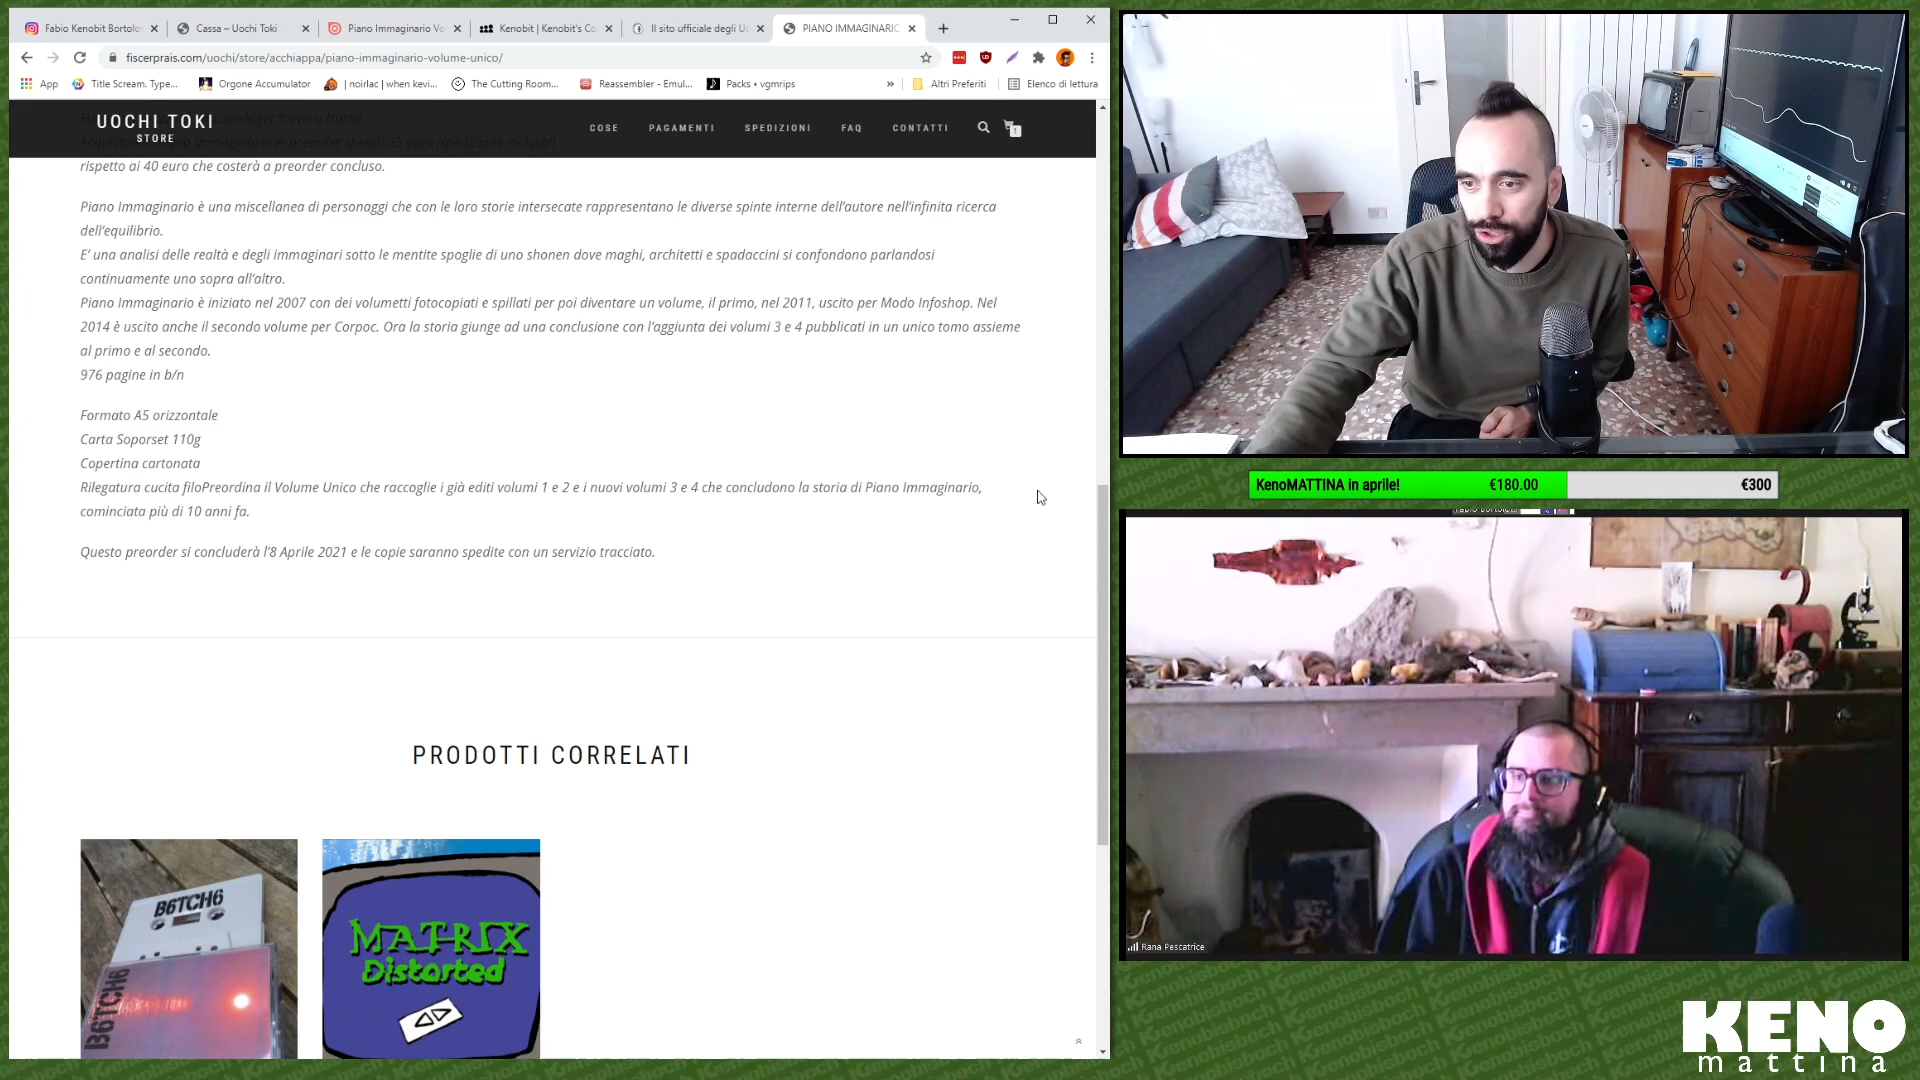 Fabio Kenobit Bortolo
Cassa – Uochi Toki
Piano Immaginario Vo
Kenobit | Kenobit's Co
Il sito ufficiale degli Uo
PIANO IMMAGINARIO
fiscerprais.com/uochi/store/acchiappa/piano-immaginario-volume-unico/
App
Title Scream. Type...
Orgone Accumulator
| noirlac | when kevi...
The Cutting Room...
Reassembler - Emul...
Packs • vgmrips
»
Altri Preferiti
Elenco di lettura
UOCHI TOKI
STORE
COSE
PAGAMENTI
SPEDIZIONI
FAQ
CONTATTI
1
rispetto ai 40 euro che costerà a preorder concluso.
Piano Immaginario è una miscellanea di personaggi che con le loro storie intersecate rappresentano le diverse spinte interne dell'autore nell'infinita ricerca
dell'equilibrio.
E' una analisi delle realtà e degli immaginari sotto le mentite spoglie di uno shonen dove maghi, architetti e spadaccini si confondono parlandosi
continuamente uno sopra all'altro.
Piano Immaginario è iniziato nel 2007 con dei volumetti fotocopiati e spillati per poi diventare un volume, il primo, nel 2011, uscito per Modo Infoshop. Nel
2014 è uscito anche il secondo volume per Corpoc. Ora la storia giunge ad una conclusione con l'aggiunta dei volumi 3 e 4 pubblicati in un unico tomo assieme
al primo e al secondo.
976 pagine in b/n
Formato A5 orizzontale
Carta Soporset 110g
Copertina cartonata
Rilegatura cucita filoPreordina il Volume Unico che raccoglie i già editi volumi 1 e 2 e i nuovi volumi 3 e 4 che concludono la storia di Piano Immaginario,
cominciata più di 10 anni fa.
Questo preorder si concluderà l'8 Aprile 2021 e le copie saranno spedite con un servizio tracciato.
PRODOTTI CORRELATI
B6TCH6
B6TCH6
MATRIX
Distorted
KenoMATTINA in aprile!
€180.00
€300
Rana Pescatrice
KENO
mattina